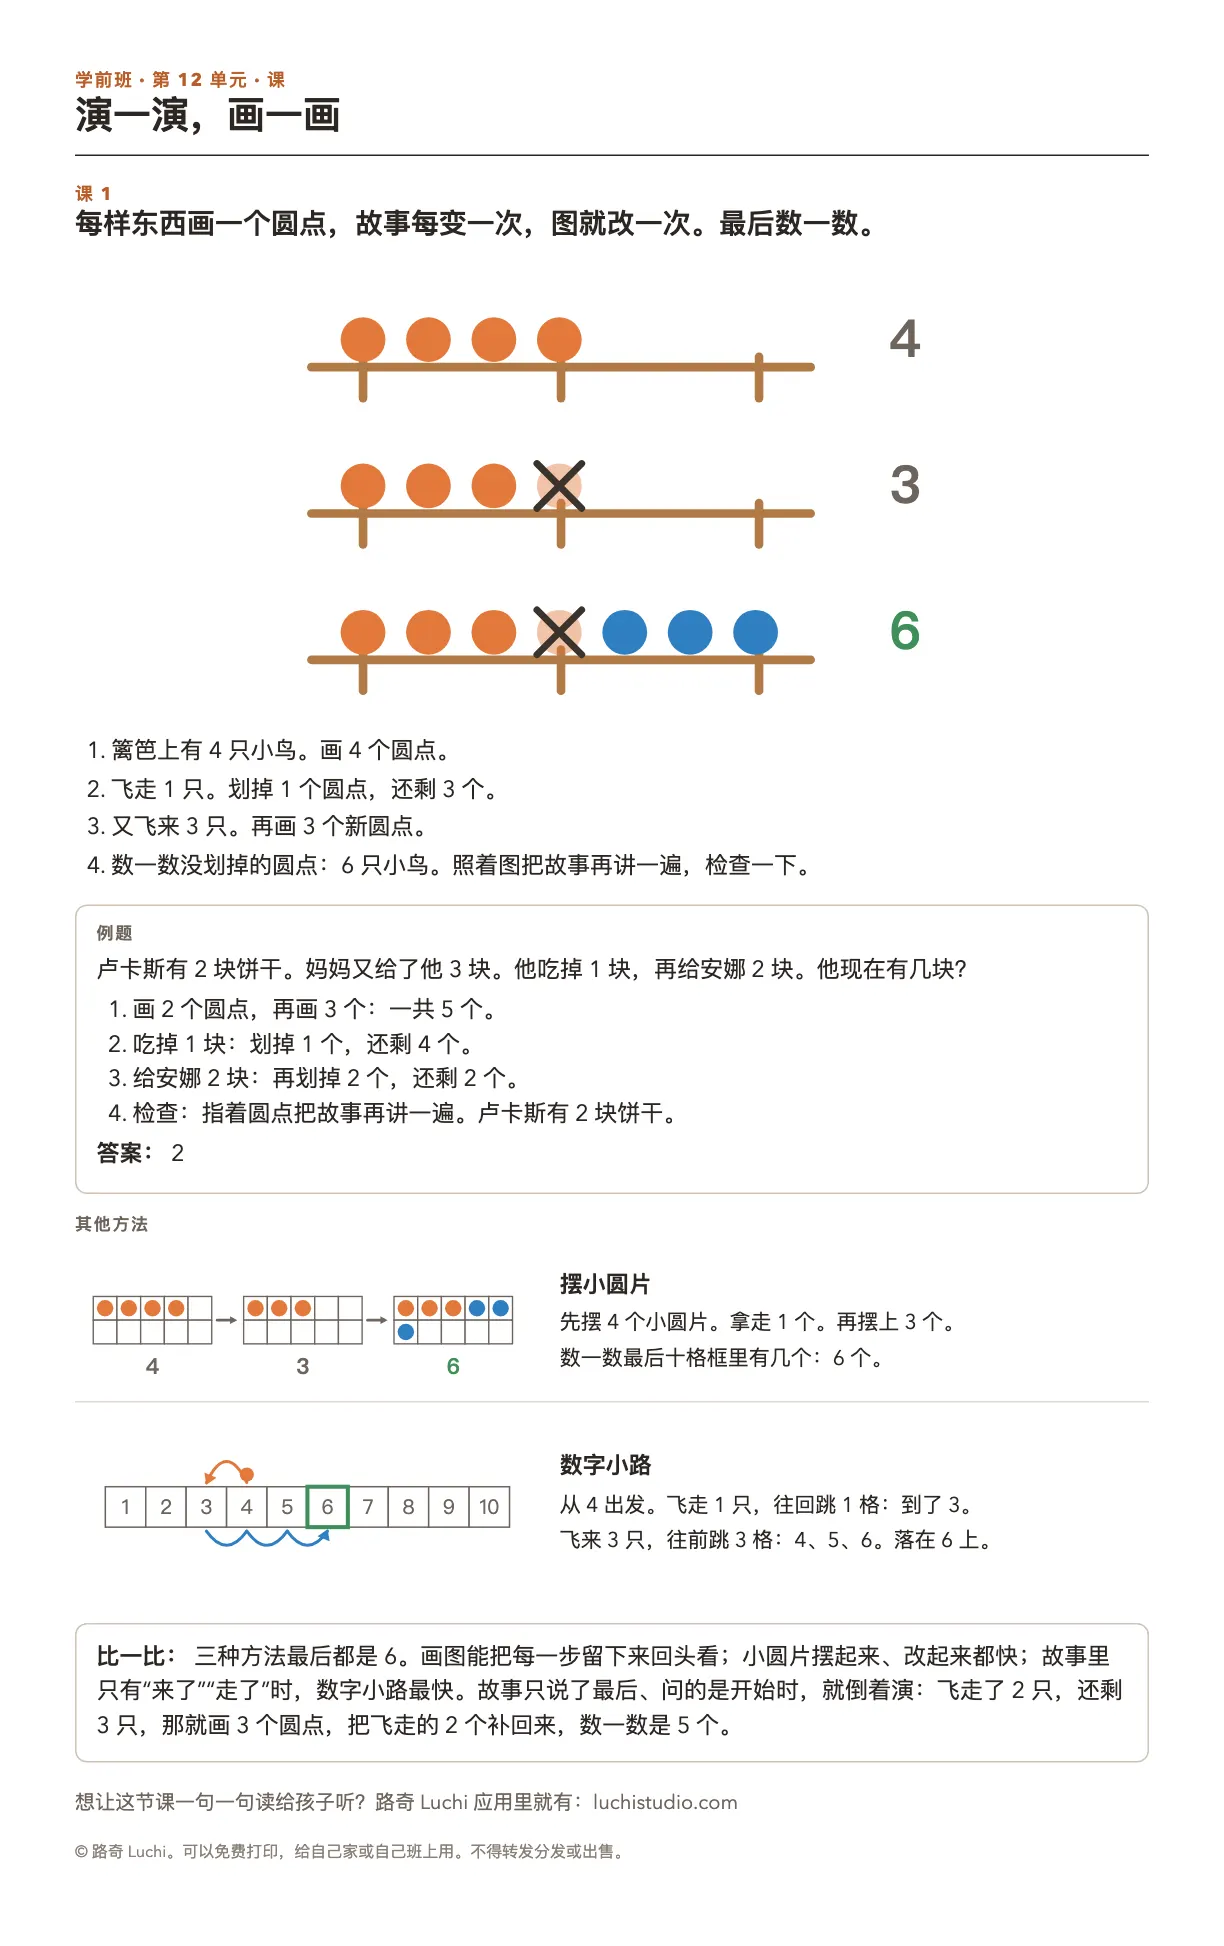 学前班·第 12 单元·课
演一演，画一画
课 1
每样东西画一个圆点，故事每变一次，图就改一次。最后数一数。
4
3
6
1. 篱笆上有 4 只小鸟。画 4 个圆点。
2. 飞走 1 只。划掉 1 个圆点，还剩 3 个。
3. 又飞来 3 只。再画 3 个新圆点。
4. 数一数没划掉的圆点：6 只小鸟。照着图把故事再讲一遍，检查一下。
例题
卢卡斯有 2 块饼干。妈妈又给了他 3 块。他吃掉 1 块，再给安娜 2 块。他现在有几块？
1. 画 2 个圆点，再画 3 个：一共 5 个。
2. 吃掉 1 块：划掉 1 个，还剩 4 个。
3. 给安娜 2 块：再划掉 2 个，还剩 2 个。
4. 检查：指着圆点把故事再讲一遍。卢卡斯有 2 块饼干。
答案： 2
其他方法
4 3 6
摆小圆片
先摆 4 个小圆片。拿走 1 个。再摆上 3 个。
数一数最后十格框里有几个：6 个。
1 2 3 4 5 6 7 8 9 10
数字小路
从 4 出发。飞走 1 只，往回跳 1 格：到了 3。
飞来 3 只，往前跳 3 格：4、5、6。落在 6 上。
比一比： 三种方法最后都是 6。画图能把每一步留下来回头看；小圆片摆起来、改起来都快；故事里
只有“来了”“走了”时，数字小路最快。故事只说了最后、问的是开始时，就倒着演：飞走了 2 只，还剩
3 只，那就画 3 个圆点，把飞走的 2 个补回来，数一数是 5 个。
想让这节课一句一句读给孩子听？路奇 Luchi 应用里就有：luchistudio.com
© 路奇 Luchi。可以免费打印，给自己家或自己班上用。不得转发分发或出售。